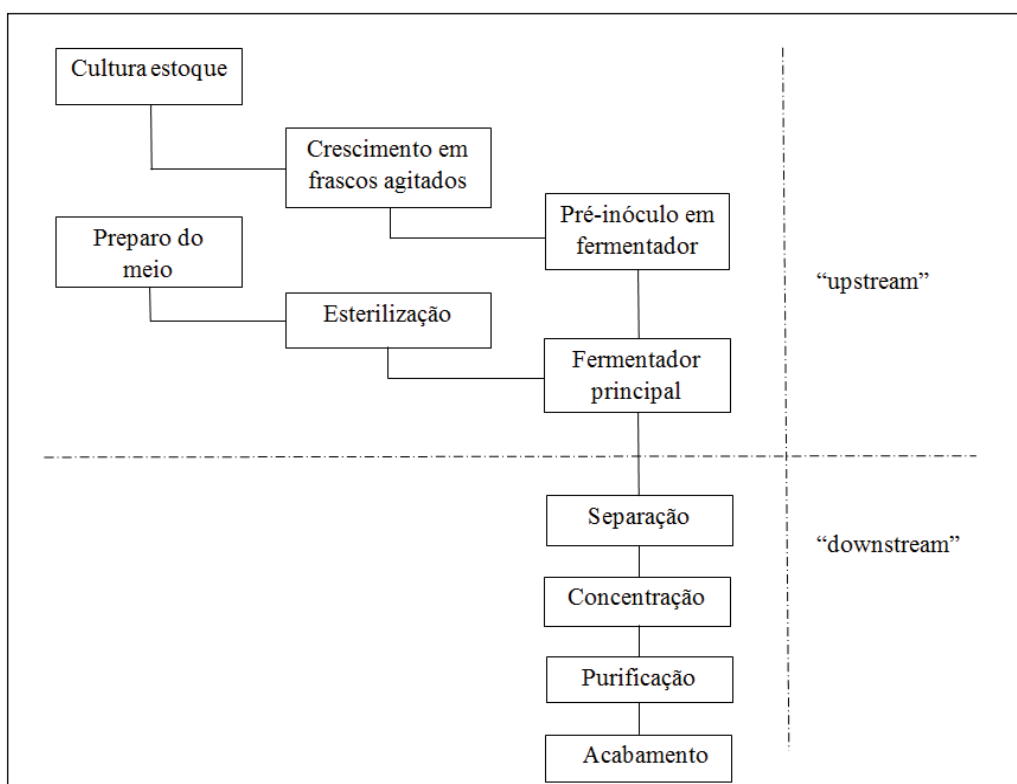 Cultura estoque
Crescimento em
frascos agitados
Pré-inóculo em
fermentador
Preparo do
meio
“upstream”
Esterilização
Fermentador
principal
Separação
“downstream”
Concentração
Purificação
Acabamento